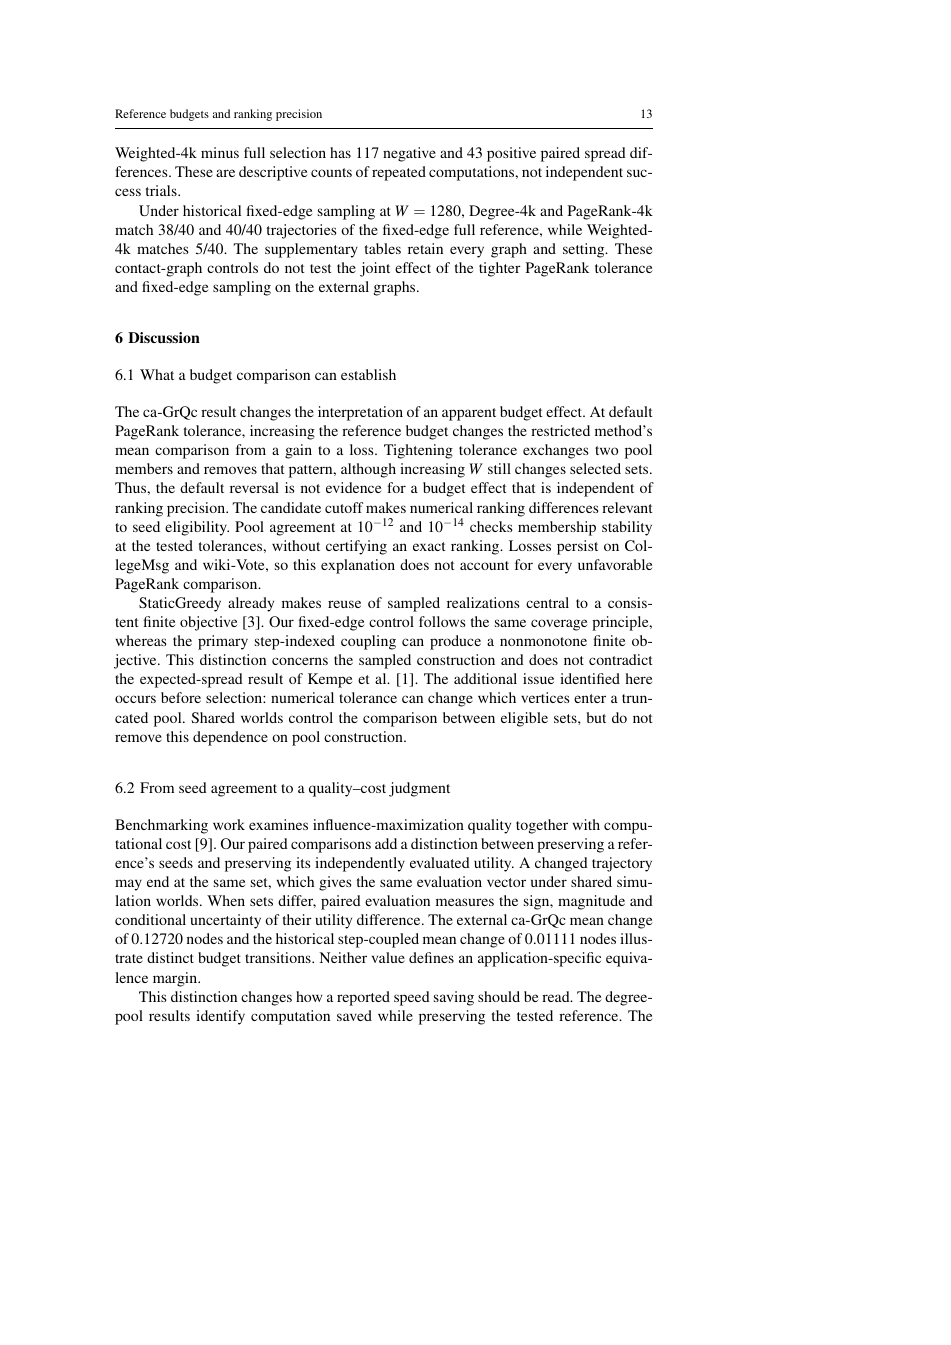 Reference budgets and ranking precision 13
Weighted-4k minus full selection has 117 negative and 43 positive paired spread dif-
ferences. These are descriptive counts of repeated computations, not independent suc-
cess trials.
Under historical fixed-edge sampling at W = 1280, Degree-4k and PageRank-4k
match 38/40 and 40/40 trajectories of the fixed-edge full reference, while Weighted-
4k matches 5/40. The supplementary tables retain every graph and setting. These
contact-graph controls do not test the joint effect of the tighter PageRank tolerance
and fixed-edge sampling on the external graphs.
6 Discussion
6.1 What a budget comparison can establish
The ca-GrQc result changes the interpretation of an apparent budget effect. At default
PageRank tolerance, increasing the reference budget changes the restricted method's
mean comparison from a gain to a loss. Tightening tolerance exchanges two pool
members and removes that pattern, although increasing W still changes selected sets.
Thus, the default reversal is not evidence for a budget effect that is independent of
ranking precision. The candidate cutoff makes numerical ranking differences relevant
to seed eligibility. Pool agreement at 10⁻¹² and 10⁻¹⁴ checks membership stability
at the tested tolerances, without certifying an exact ranking. Losses persist on Col-
legeMsg and wiki-Vote, so this explanation does not account for every unfavorable
PageRank comparison.
StaticGreedy already makes reuse of sampled realizations central to a consis-
tent finite objective [3]. Our fixed-edge control follows the same coverage principle,
whereas the primary step-indexed coupling can produce a nonmonotone finite ob-
jective. This distinction concerns the sampled construction and does not contradict
the expected-spread result of Kempe et al. [1]. The additional issue identified here
occurs before selection: numerical tolerance can change which vertices enter a trun-
cated pool. Shared worlds control the comparison between eligible sets, but do not
remove this dependence on pool construction.
6.2 From seed agreement to a quality–cost judgment
Benchmarking work examines influence-maximization quality together with compu-
tational cost [9]. Our paired comparisons add a distinction between preserving a refer-
ence's seeds and preserving its independently evaluated utility. A changed trajectory
may end at the same set, which gives the same evaluation vector under shared simu-
lation worlds. When sets differ, paired evaluation measures the sign, magnitude and
conditional uncertainty of their utility difference. The external ca-GrQc mean change
of 0.12720 nodes and the historical step-coupled mean change of 0.01111 nodes illus-
trate distinct budget transitions. Neither value defines an application-specific equiva-
lence margin.
This distinction changes how a reported speed saving should be read. The degree-
pool results identify computation saved while preserving the tested reference. The